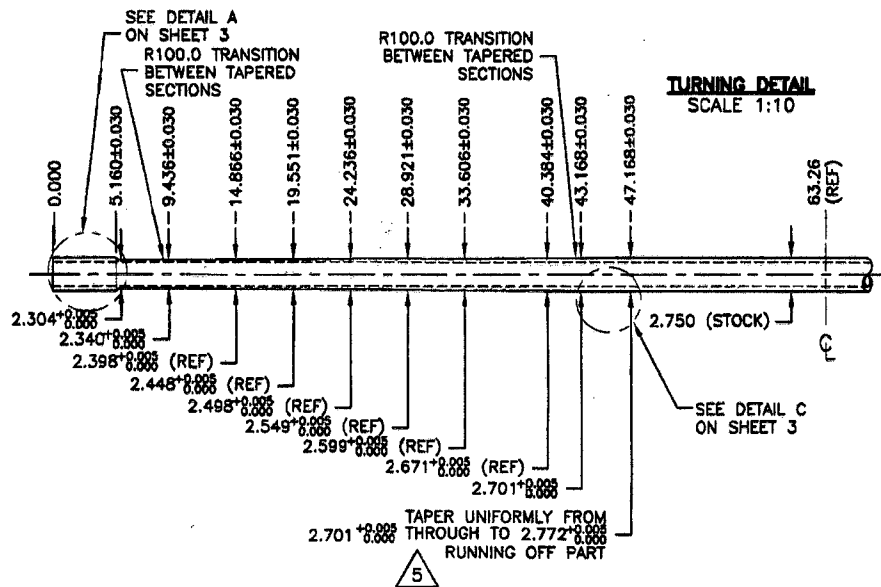 SEE DETAIL A
ON SHEET 3
R100.0 TRANSITION
BETWEEN TAPERED
SECTIONS
R100.0 TRANSITION
BETWEEN TAPERED
SECTIONS
TURNING DETAIL
SCALE 1:10
0.000
5.160±0.030
9.436±0.030
14.866±0.030
19.551±0.030
24.236±0.030
28.921±0.030
33.606±0.030
40.384±0.030
43.168±0.030
47.168±0.030
63.26
(REF)
2.304 +0.005 0.000
2.340 +0.005 0.000
2.398 +0.005 0.000 (REF)
2.448 +0.005 0.000 (REF)
2.498 +0.005 0.000 (REF)
2.549 +0.005 0.000 (REF)
2.599 +0.005 0.000 (REF)
2.671 +0.005 0.000 (REF)
2.701 +0.005 0.000
2.750 (STOCK)
℄
SEE DETAIL C
ON SHEET 3
TAPER UNIFORMLY FROM
2.701 +0.005 0.000 THROUGH TO 2.772 +0.005 0.000
RUNNING OFF PART
5